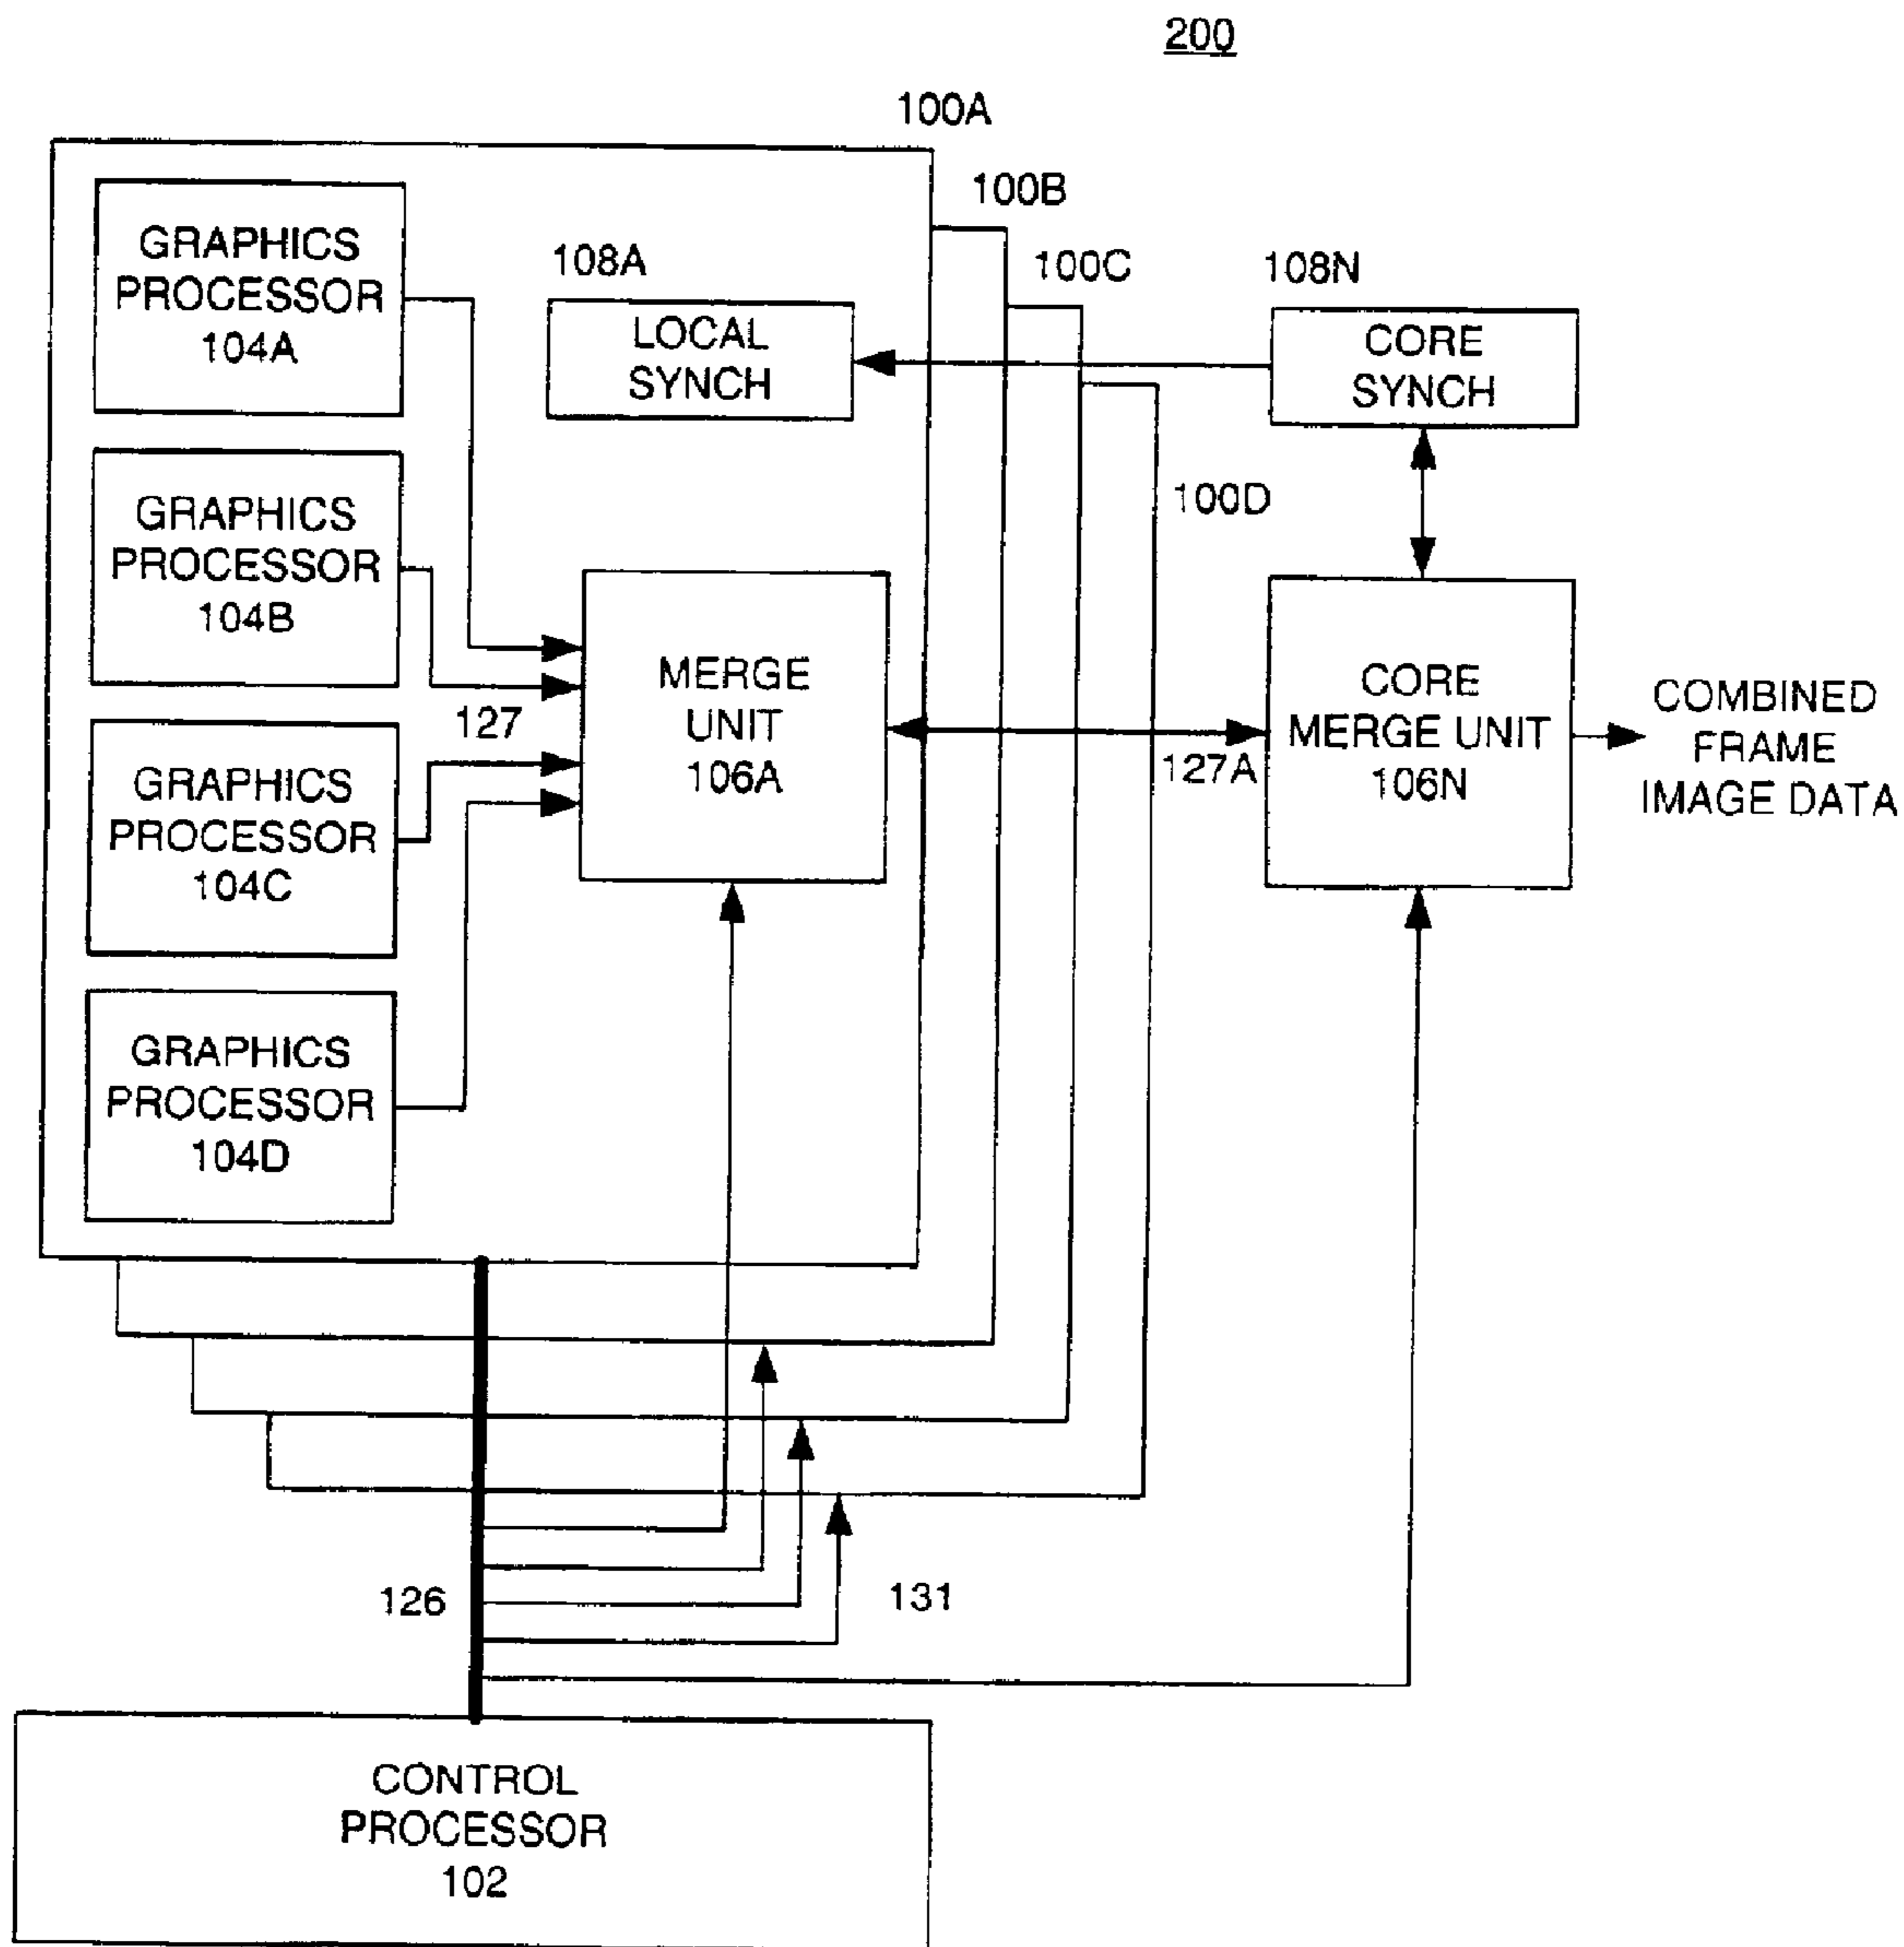 200
100A
100B
100C
100D
GRAPHICS
PROCESSOR
104A
108A
LOCAL
SYNCH
108N
CORE
SYNCH
GRAPHICS
PROCESSOR
104B
127
MERGE
UNIT
106A
127A
CORE
MERGE UNIT
106N
COMBINED
FRAME
IMAGE DATA
GRAPHICS
PROCESSOR
104C
GRAPHICS
PROCESSOR
104D
126
131
CONTROL
PROCESSOR
102